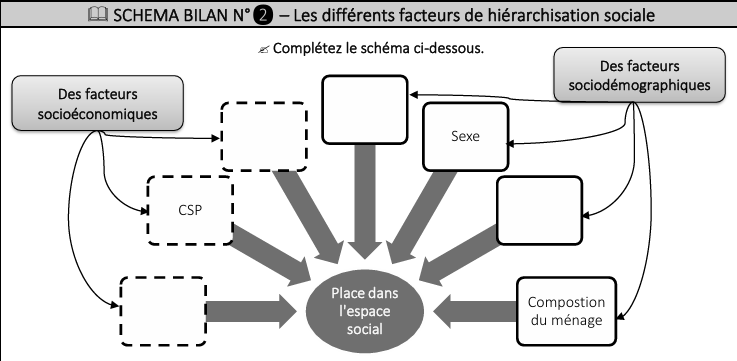 SCHEMA BILAN N° 2 – Les différents facteurs de hiérarchisation sociale
Complétez le schéma ci-dessous.
Des facteurs
socioéconomiques
Des facteurs
sociodémographiques
Sexe
CSP
Place dans
l'espace
social
Compostion
du ménage